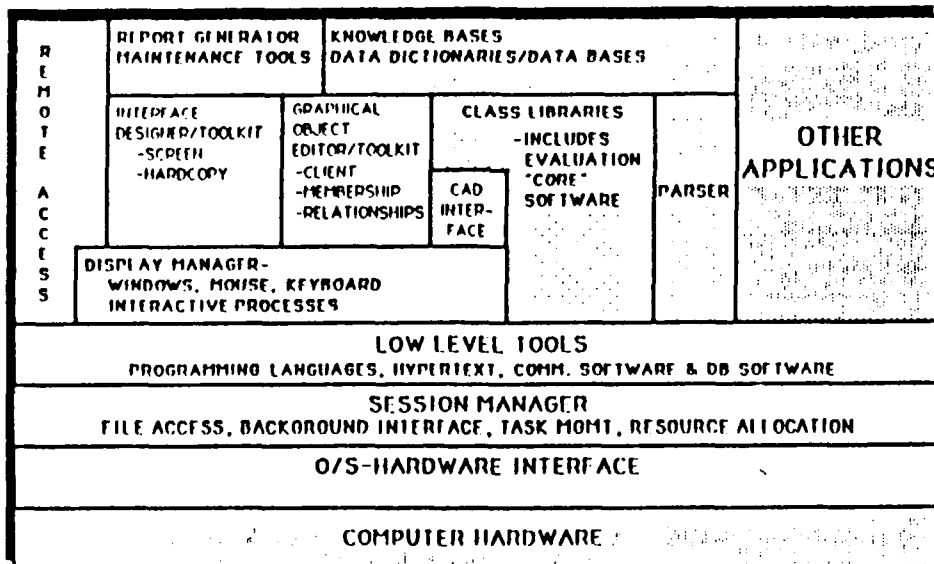 REMOTE ACCESS
REPORT GENERATOR
MAINTENANCE TOOLS
KNOWLEDGE BASES
DATA DICTIONARIES/DATA BASES
INTERFACE
DESIGNER/TOOLKIT
-SCREEN
-HARDCOPY
GRAPHICAL
OBJECT
EDITOR/TOOLKIT
-CLIENT
-MEMBERSHIP
-RELATIONSHIPS
CLASS LIBRARIES
-INCLUDES
EVALUATION
"CORE"
SOFTWARE
CAD
INTER-
FACE
PARSER
OTHER
APPLICATIONS
DISPLAY MANAGER-
WINDOWS, MOUSE, KEYBOARD
INTERACTIVE PROCESSES
LOW LEVEL TOOLS
PROGRAMMING LANGUAGES, HYPERTEXT, COMM. SOFTWARE & DB SOFTWARE
SESSION MANAGER
FILE ACCESS, BACKGROUND INTERFACE, TASK MGMT, RESOURCE ALLOCATION
O/S-HARDWARE INTERFACE
COMPUTER HARDWARE